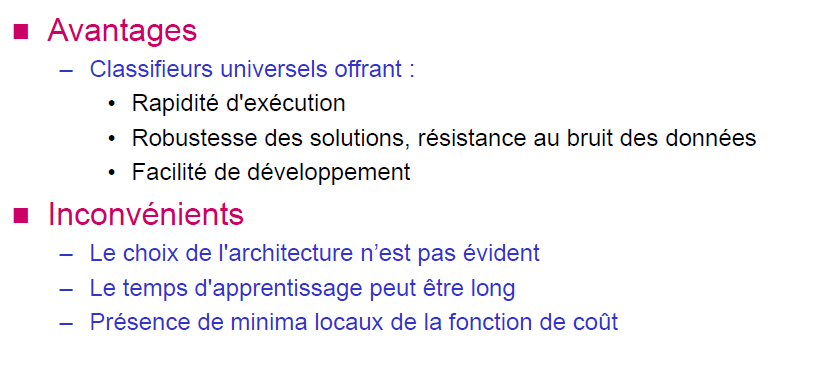 ■ Avantages
– Classifieurs universels offrant :
• Rapidité d'exécution
• Robustesse des solutions, résistance au bruit des données
• Facilité de développement
■ Inconvénients
– Le choix de l'architecture n’est pas évident
– Le temps d'apprentissage peut être long
– Présence de minima locaux de la fonction de coût